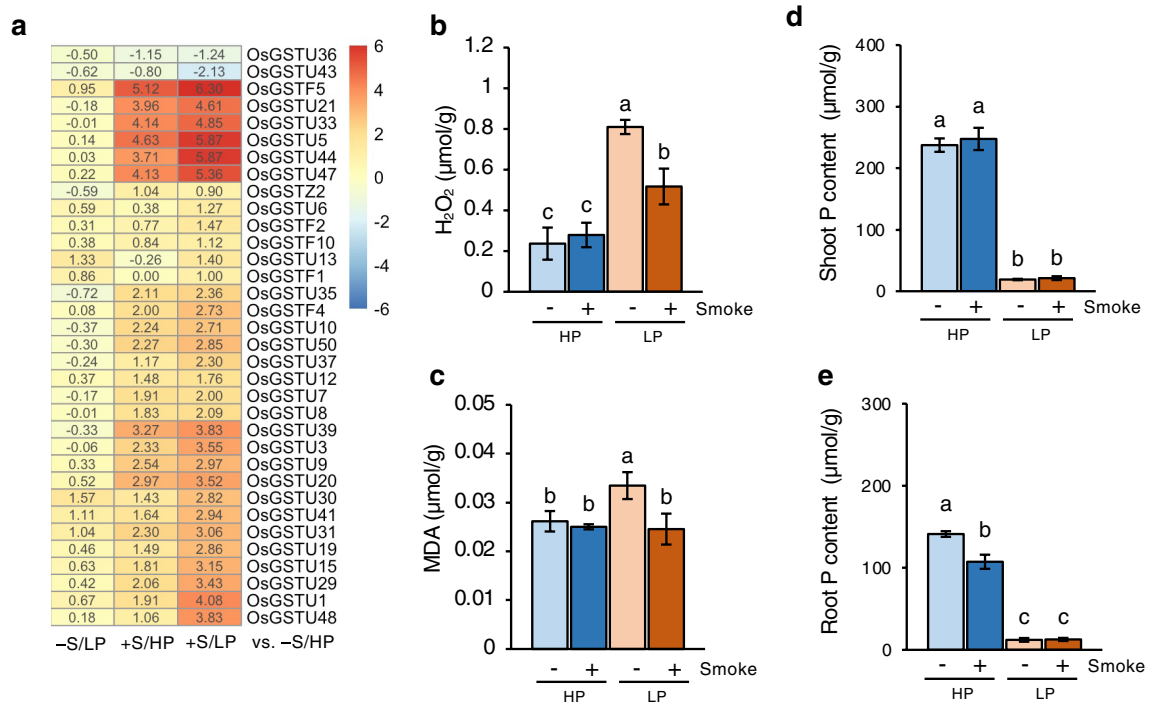 a
-0.50 -1.15 -1.24 OsGSTU36
-0.62 -0.80 -2.13 OsGSTU43
0.95 5.12 6.30 OsGSTF5
-0.18 3.96 4.61 OsGSTU21
-0.01 4.14 4.85 OsGSTU33
0.14 4.63 5.87 OsGSTU5
0.03 3.71 5.87 OsGSTU44
0.22 4.13 5.36 OsGSTU47
-0.59 1.04 0.90 OsGSTZ2
0.59 0.38 1.27 OsGSTU6
0.31 0.77 1.47 OsGSTF2
0.38 0.84 1.12 OsGSTF10
1.33 -0.26 1.40 OsGSTU13
0.86 0.00 1.00 OsGSTF1
-0.72 2.11 2.36 OsGSTU35
0.08 2.00 2.73 OsGSTF4
-0.37 2.24 2.71 OsGSTU10
-0.30 2.27 2.85 OsGSTU50
-0.24 1.17 2.30 OsGSTU37
0.37 1.48 1.76 OsGSTU12
-0.17 1.91 2.00 OsGSTU7
-0.01 1.83 2.09 OsGSTU8
-0.33 3.27 3.83 OsGSTU39
-0.06 2.33 3.55 OsGSTU3
0.33 2.54 2.97 OsGSTU9
0.52 2.97 3.52 OsGSTU20
1.57 1.43 2.82 OsGSTU30
1.11 1.64 2.94 OsGSTU41
1.04 2.30 3.06 OsGSTU31
0.46 1.49 2.86 OsGSTU19
0.63 1.81 3.15 OsGSTU15
0.42 2.06 3.43 OsGSTU29
0.67 1.91 4.08 OsGSTU1
0.18 1.06 3.83 OsGSTU48
–S/LP +S/HP +S/LP vs. –S/HP
6
4
2
0
-2
-4
-6
b
H₂O₂ (μmol/g)
1.2
1
0.8
0.6
0.4
0.2
0
c c a b
- + - + Smoke
HP LP
c
MDA (μmol/g)
0.05
0.04
0.03
0.02
0.01
0
b b a b
- + - + Smoke
HP LP
d
Shoot P content (μmol/g)
400
300
200
100
0
a a b b
- + - + Smoke
HP LP
e
Root P content (μmol/g)
300
200
100
0
a b c c
- + - + Smoke
HP LP